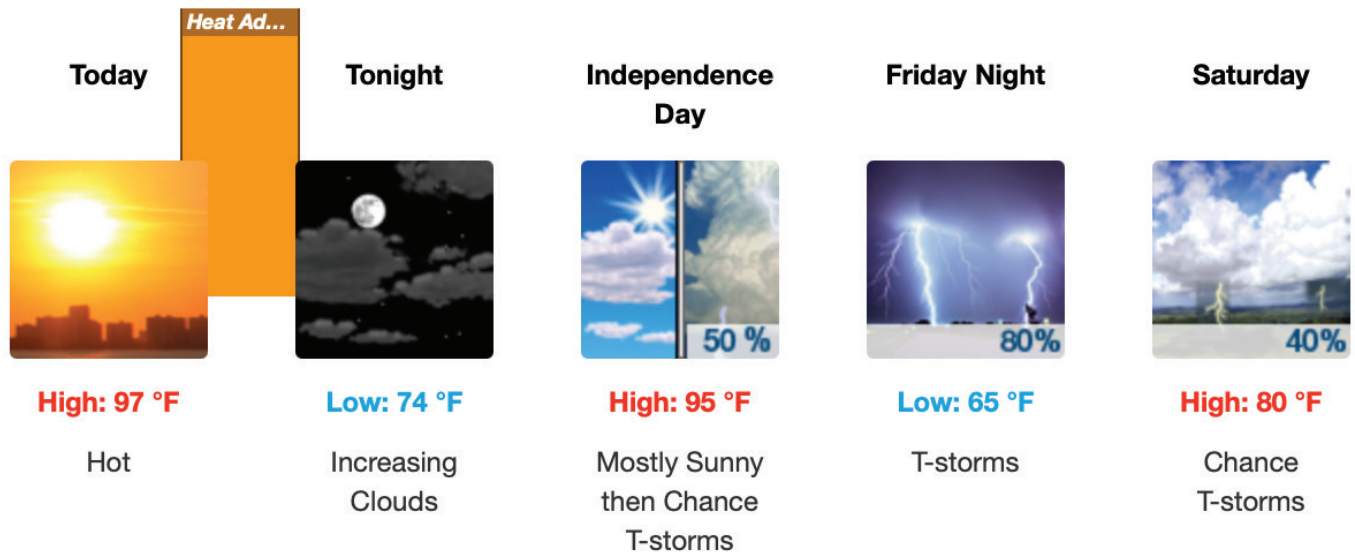 Heat Ad...
Today
Tonight
Independence
Day
Friday Night
Saturday
50 %
80%
40%
High: 97 °F
Low: 74 °F
High: 95 °F
Low: 65 °F
High: 80 °F
Hot
Increasing
Clouds
Mostly Sunny
then Chance
T-storms
T-storms
Chance
T-storms